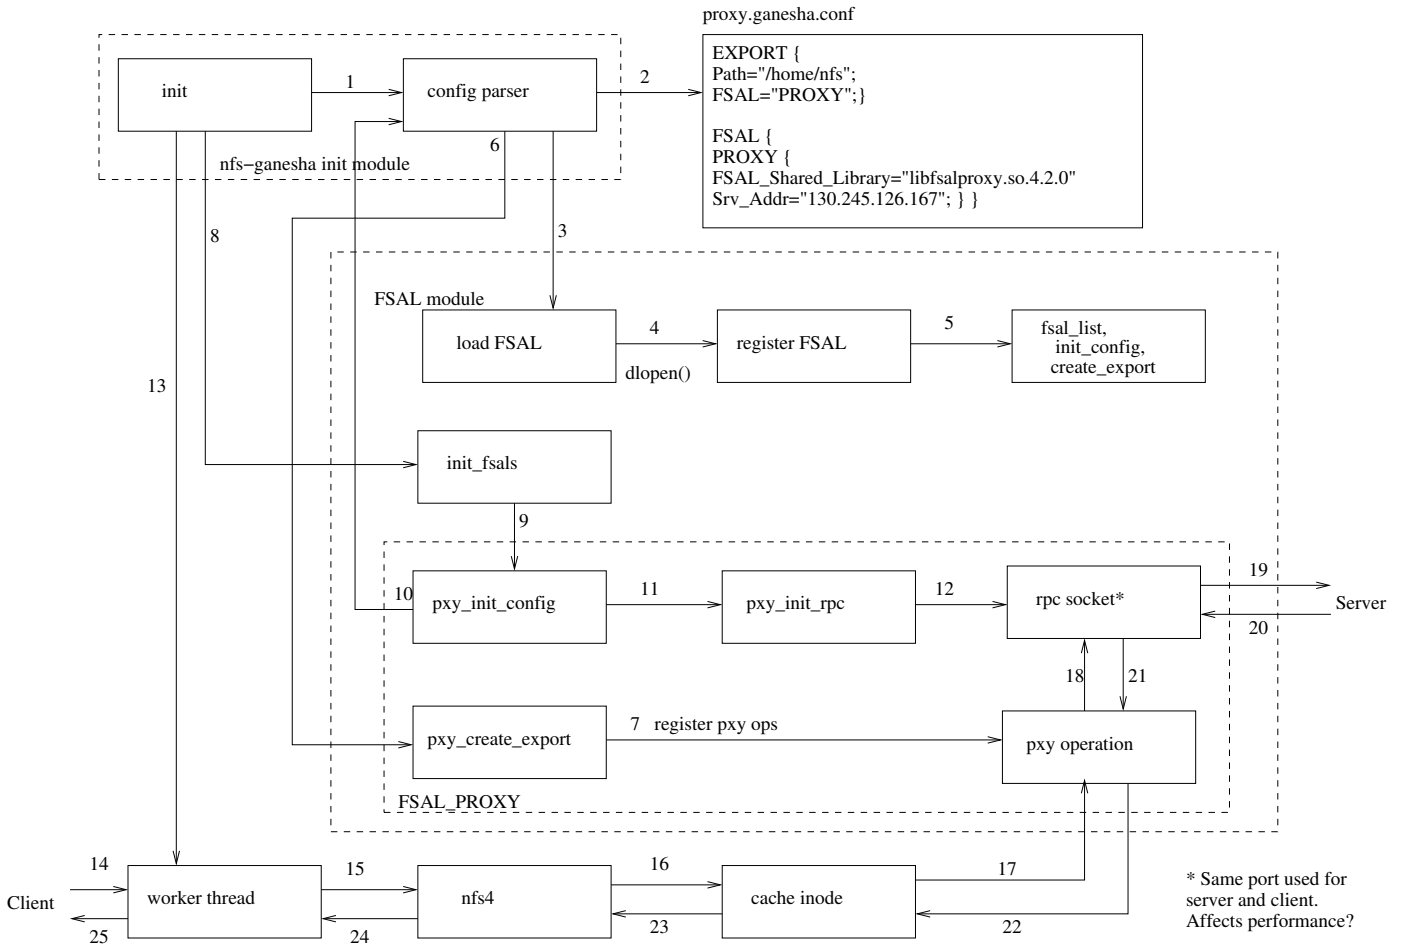 proxy.ganesha.conf
EXPORT {
Path="/home/nfs";
FSAL="PROXY";}
FSAL {
PROXY {
FSAL_Shared_Library="libfsalproxy.so.4.2.0"
Srv_Addr="130.245.126.167"; } }
init
1
config parser
2
6
nfs−ganesha init module
8
3
FSAL module
load FSAL
4
dlopen()
register FSAL
5
fsal_list,
init_config,
create_export
13
init_fsals
9
10
pxy_init_config
11
pxy_init_rpc
12
rpc socket*
19
Server
20
18
21
pxy_create_export
7 register pxy ops
pxy operation
FSAL_PROXY
Client
14
25
worker thread
15
24
nfs4
16
23
cache inode
17
22
* Same port used for
server and client.
Affects performance?